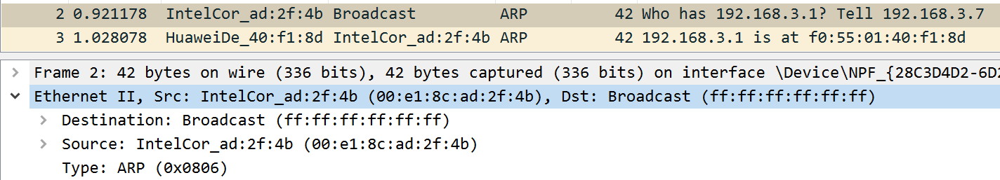 2 0.921178 IntelCor_ad:2f:4b Broadcast ARP 42 Who has 192.168.3.1? Tell 192.168.3.7
3 1.028078 HuaweiDe_40:f1:8d IntelCor_ad:2f:4b ARP 42 192.168.3.1 is at f0:55:01:40:f1:8d
Frame 2: 42 bytes on wire (336 bits), 42 bytes captured (336 bits) on interface \Device\NPF_{28C3D4D2-6D2
Ethernet II, Src: IntelCor_ad:2f:4b (00:e1:8c:ad:2f:4b), Dst: Broadcast (ff:ff:ff:ff:ff:ff)
Destination: Broadcast (ff:ff:ff:ff:ff:ff)
Source: IntelCor_ad:2f:4b (00:e1:8c:ad:2f:4b)
Type: ARP (0x0806)